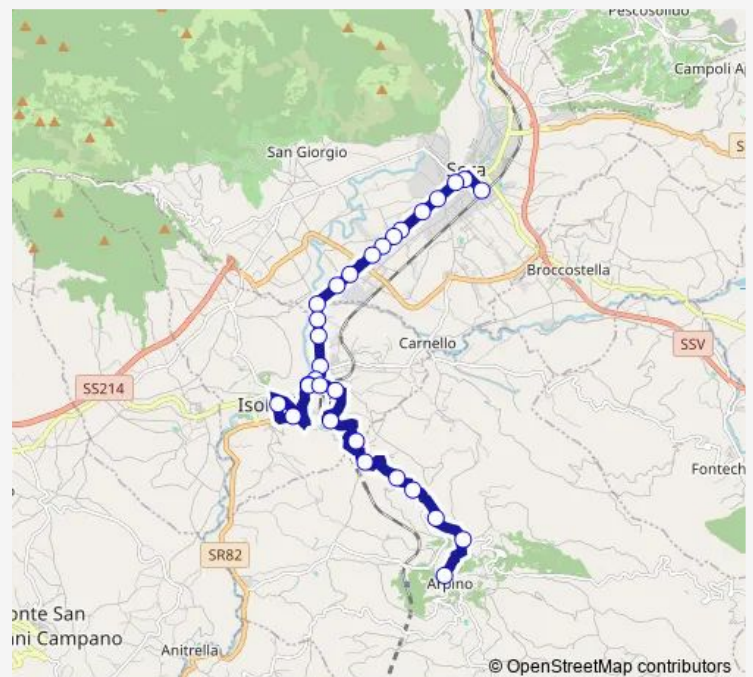 Pescosolido
Campoli A
San Giorgio
Sora
Broccostella
Carnello
SSV
SS214
Isol
Fontech
SR82
Arpino
onte San
ni Campano
Anitrella
© OpenStreetMap contributors